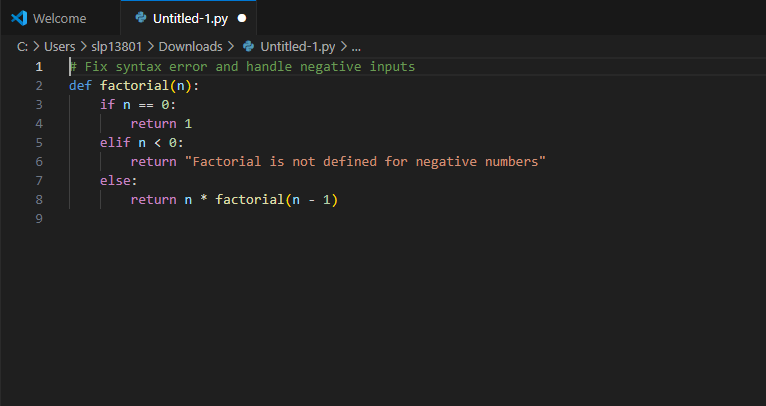 Welcome
Untitled-1.py
C: > Users > slp13801 > Downloads > Untitled-1.py > ...
1 # Fix syntax error and handle negative inputs
2 def factorial(n):
3     if n == 0:
4         return 1
5     elif n < 0:
6         return "Factorial is not defined for negative numbers"
7     else:
8         return n * factorial(n - 1)
9